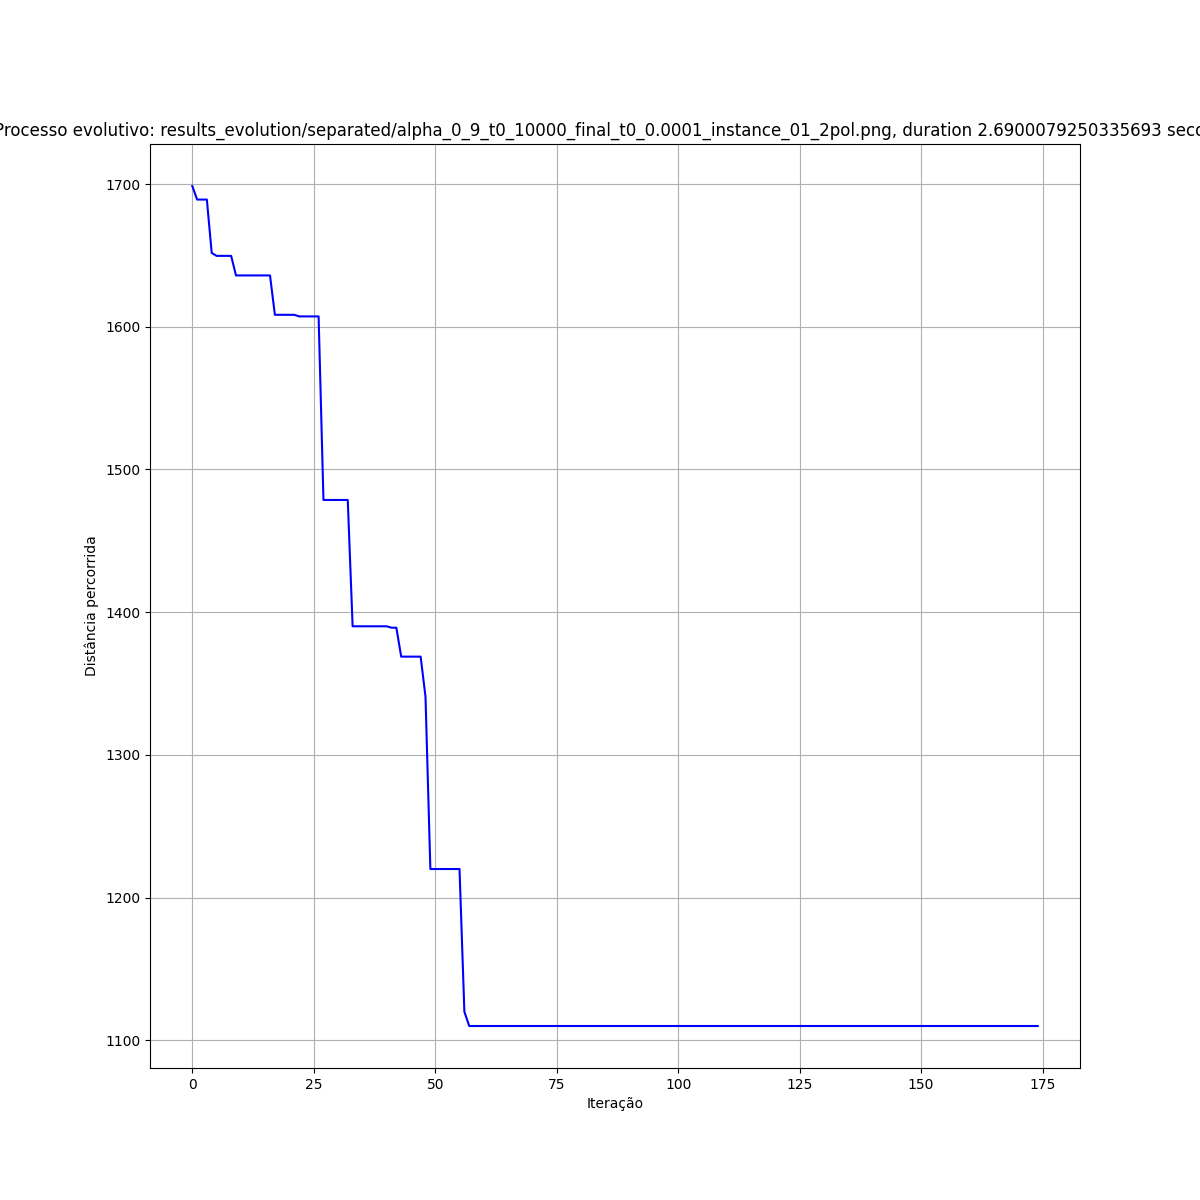 Processo evolutivo: results_evolution/separated/alpha_0_9_t0_10000_final_t0_0.0001_instance_01_2pol.png, duration 2.6900079250335693
1700
1600
1500
1400
1300
1200
1100
Distância percorrida
0 25 50 75 100 125 150 175
Iteração